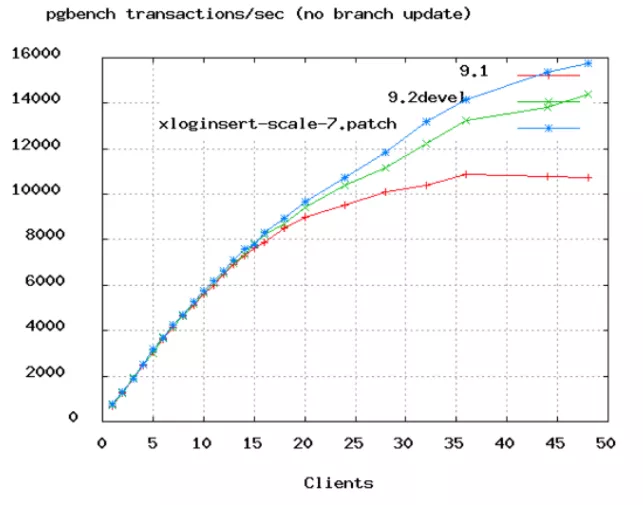 pgbench transactions/sec (no branch update)
16000
14000
12000
10000
8000
6000
4000
2000
0
9.1
9.2devel
xloginsert-scale-7.patch
0 5 10 15 20 25 30 35 40 45 50
Clients